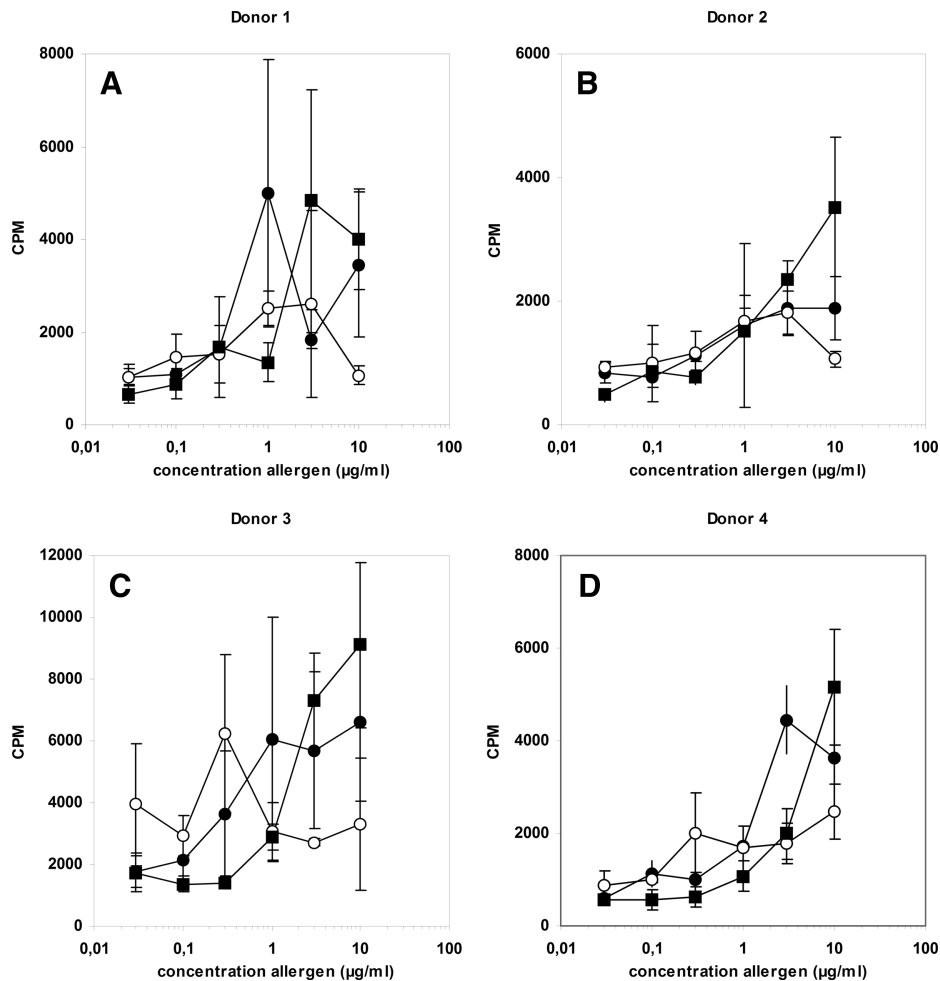 Donor 1
A
8000
6000
4000
2000
0
CPM
0,01 0,1 1 10 100
concentration allergen (µg/ml)
Donor 2
B
6000
4000
2000
0
CPM
0,01 0,1 1 10 100
concentration allergen (µg/ml)
Donor 3
C
12000
10000
8000
6000
4000
2000
0
CPM
0,01 0,1 1 10 100
concentration allergen (µg/ml)
Donor 4
D
8000
6000
4000
2000
0
CPM
0,01 0,1 1 10 100
concentration allergen (µg/ml)